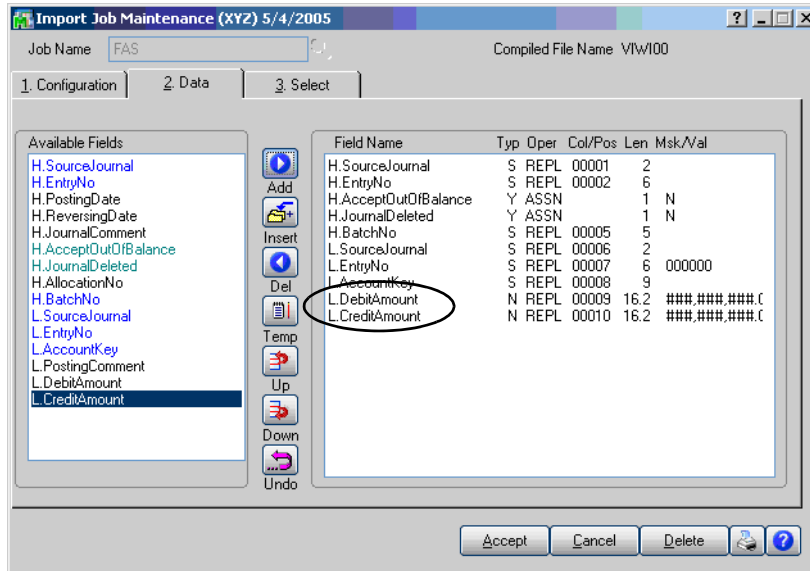 Import Job Maintenance (XYZ) 5/4/2005
Job Name FAS Compiled File Name VIWI00
1. Configuration 2. Data 3. Select
Available Fields
H.SourceJournal
H.EntryNo
H.PostingDate
H.ReversingDate
H.JournalComment
H.AcceptOutOfBalance
H.JournalDeleted
H.AllocationNo
H.BatchNo
L.SourceJournal
L.EntryNo
L.AccountKey
L.PostingComment
L.DebitAmount
L.CreditAmount
Add
Insert
Del
Temp
Up
Down
Undo
Field Name Typ Oper Col/Pos Len Msk/Val
H.SourceJournal S REPL 00001 2
H.EntryNo S REPL 00002 6
H.AcceptOutOfBalance Y ASSN 1 N
H.JournalDeleted Y ASSN 1 N
H.BatchNo S REPL 00005 5
L.SourceJournal S REPL 00006 2
L.EntryNo S REPL 00007 6 000000
L.AccountKey S REPL 00008 9
L.DebitAmount N REPL 00009 16.2 ###,###,###.(
L.CreditAmount N REPL 00010 16.2 ###,###,###.(
Accept Cancel Delete